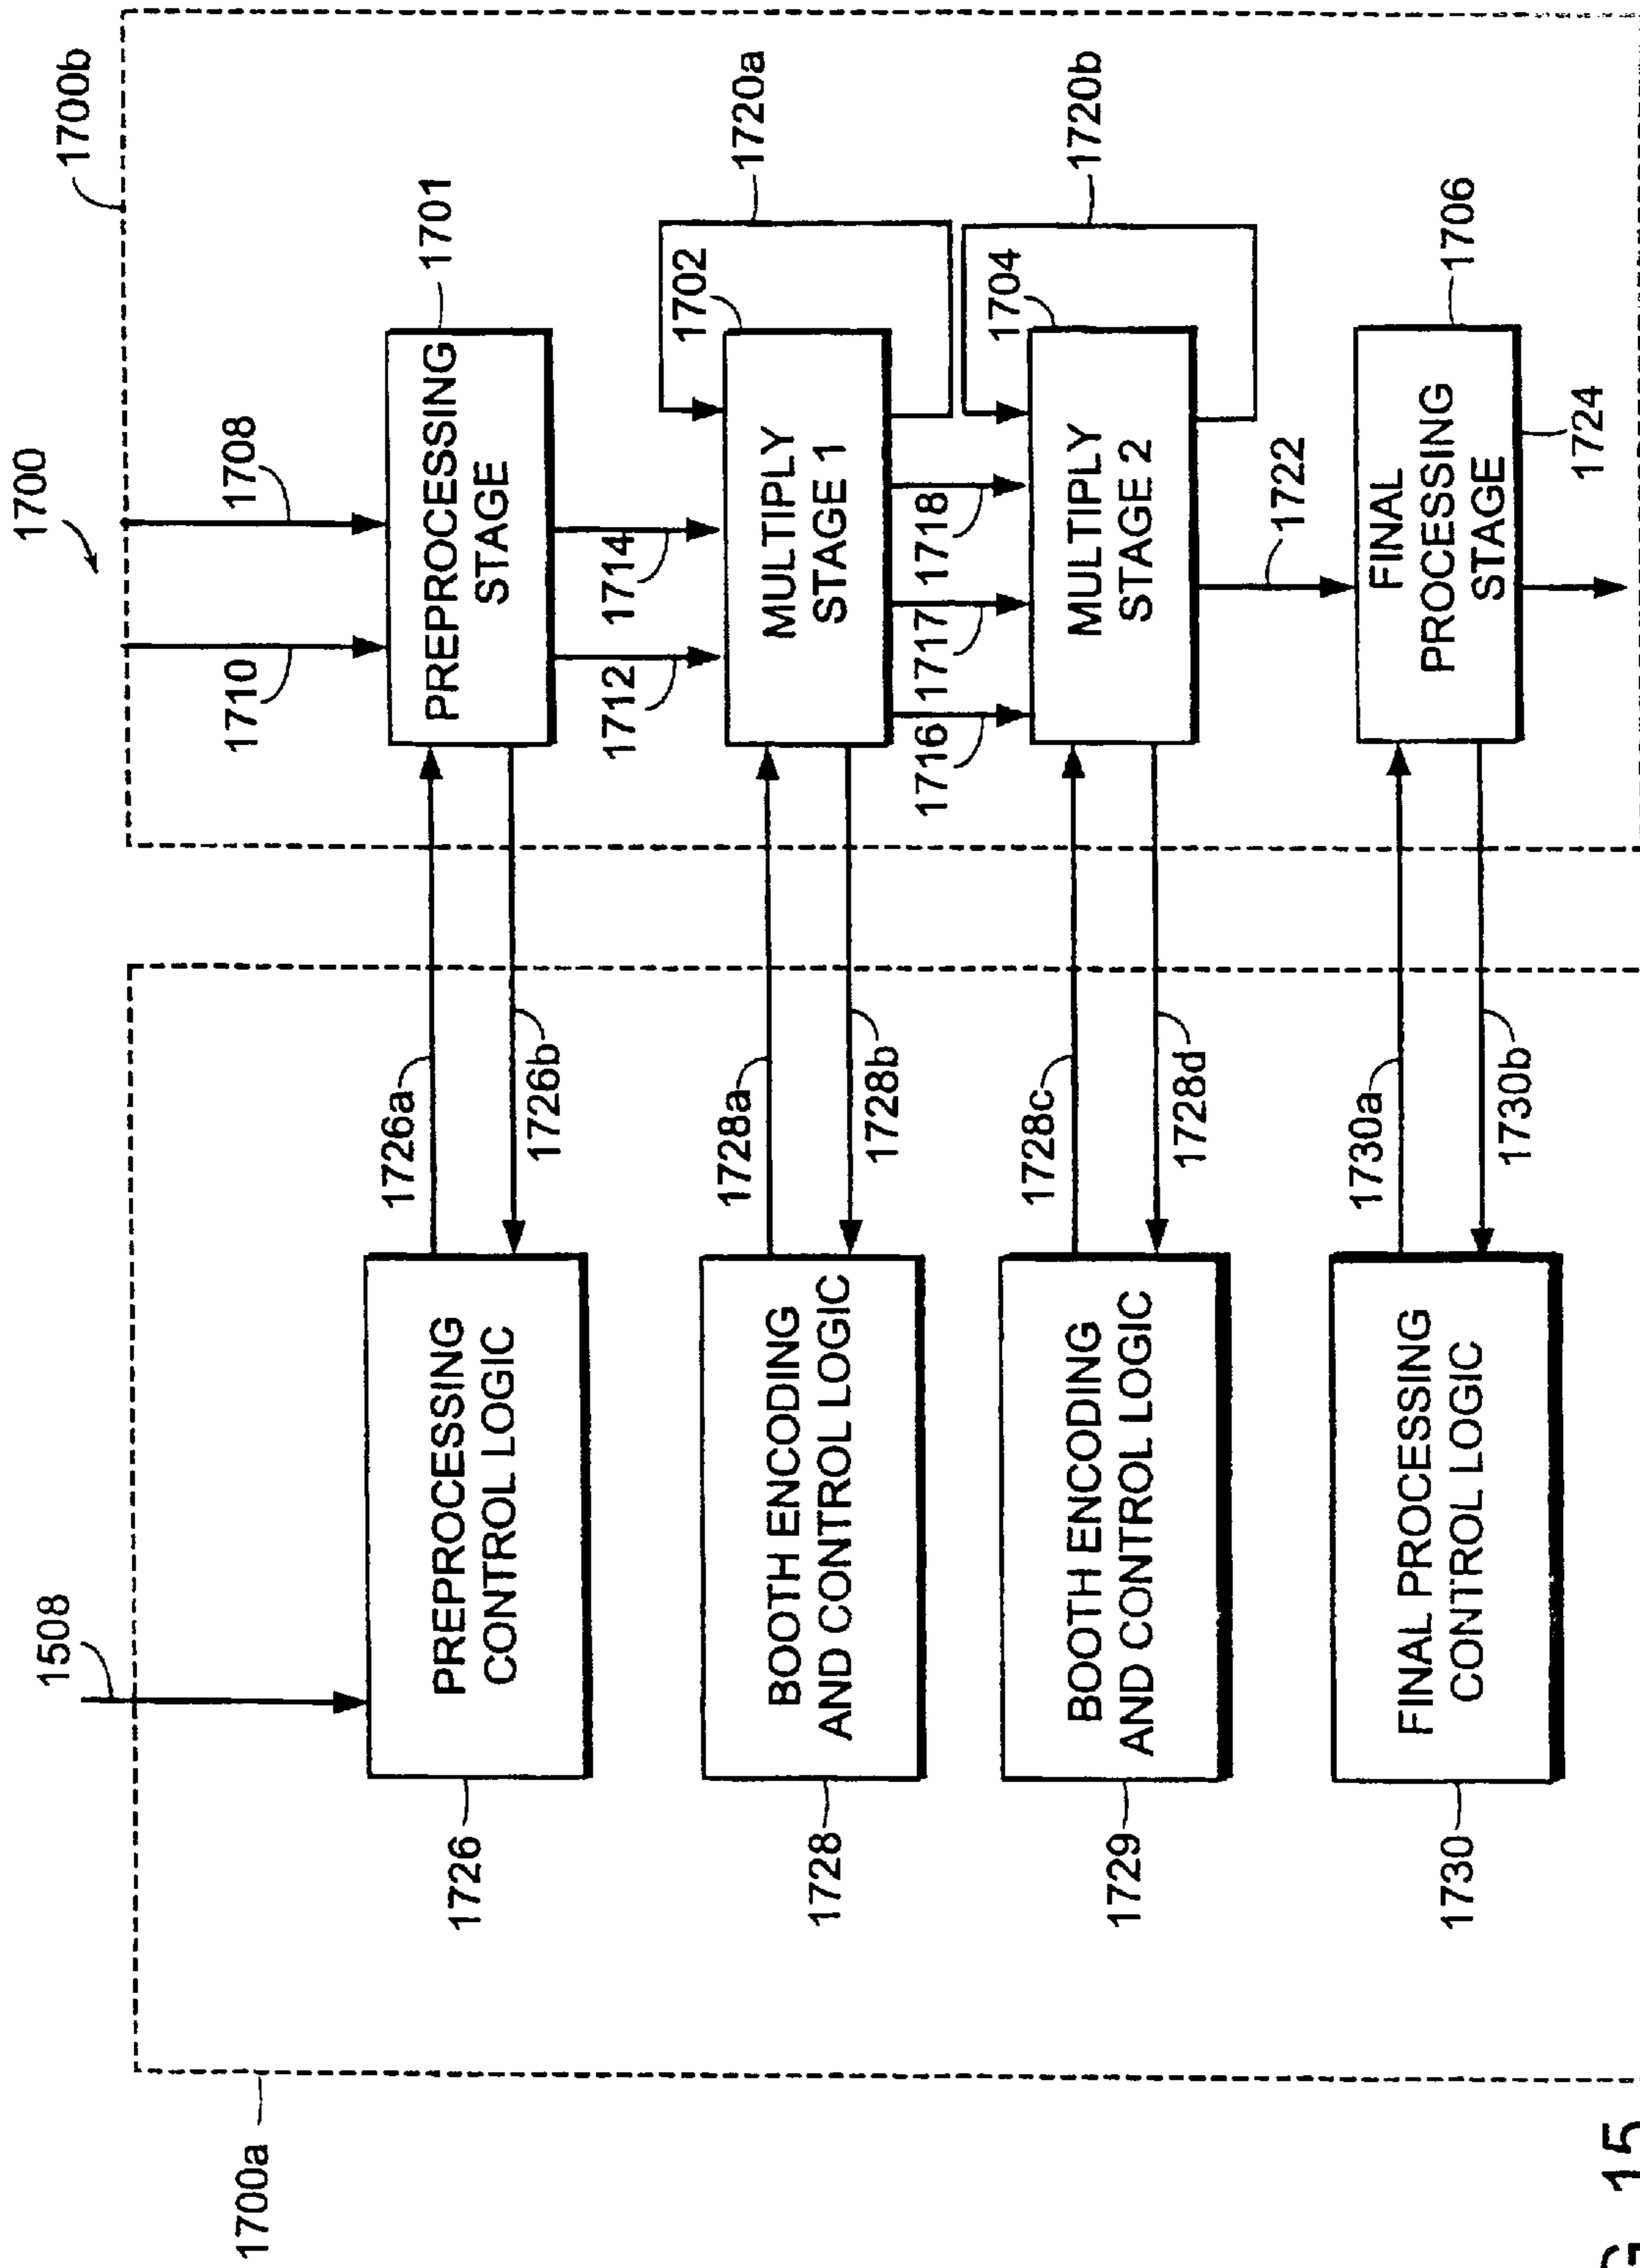 1700
1700b
1508
1710
1708
PREPROCESSING
CONTROL LOGIC
1726
1726a
1726b
PREPROCESSING
STAGE
1701
1712
1714
1720a
1702
BOOTH ENCODING
AND CONTROL LOGIC
1728
1728a
1728b
MULTIPLY
STAGE 1
1716
1717
1718
1720b
1704
BOOTH ENCODING
AND CONTROL LOGIC
1729
1728c
1728d
MULTIPLY
STAGE 2
1722
FINAL PROCESSING
CONTROL LOGIC
1730
1730a
1730b
FINAL
PROCESSING
STAGE
1706
1724
1700a
G. 15